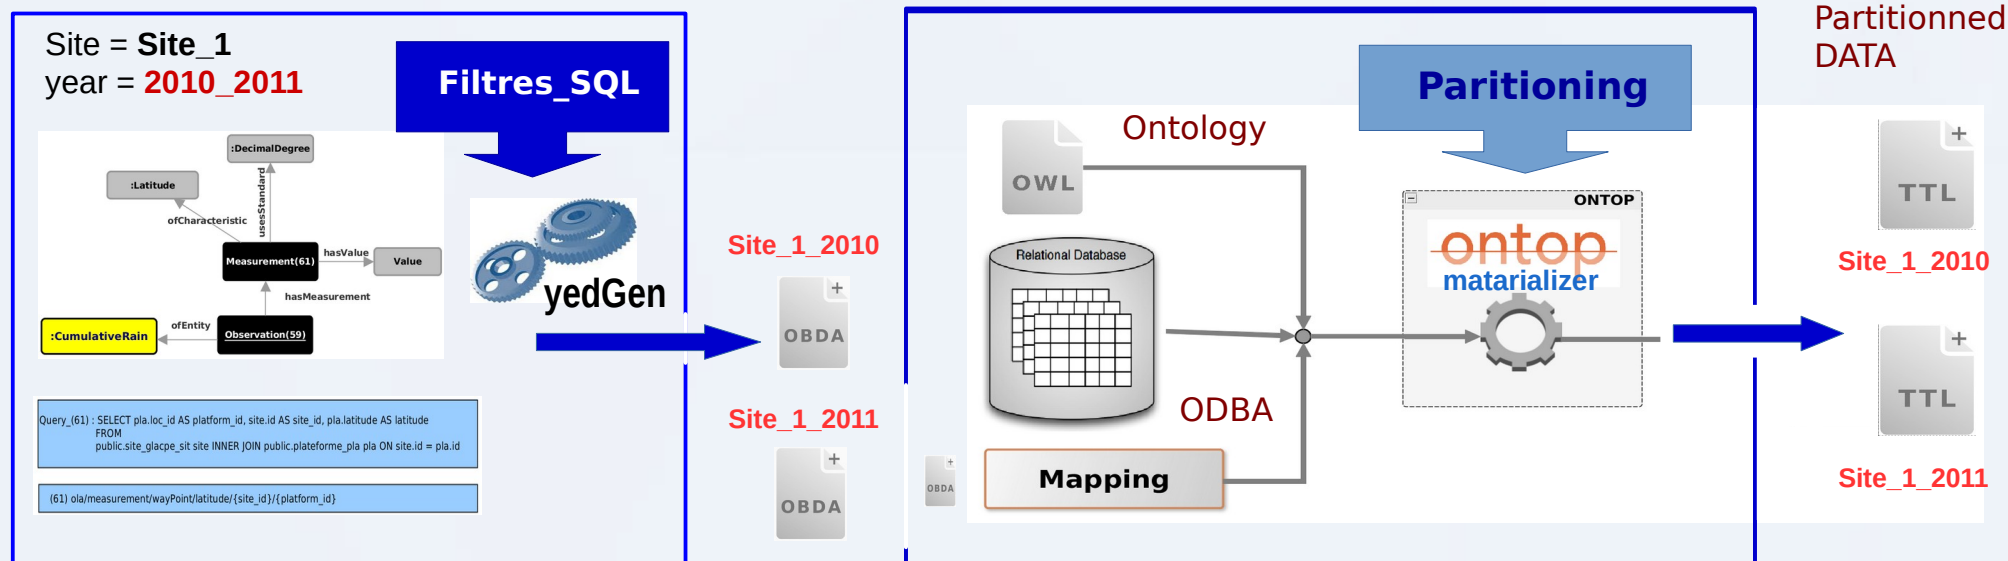 Site = Site_1
year = 2010_2011
Filtres_SQL
:DecimalDegree
:Latitude
usesStandard
ofCharacteristic
Measurement(61)
hasValue
Value
hasMeasurement
:CumulativeRain
ofEntity
Observation(59)
yedGen
Query_(61) : SELECT pla.loc_id AS platform_id, site.id AS site_id, pla.latitude AS latitude
FROM
public.site_glacpe_sit site INNER JOIN public.plateforme_pla pla ON site.id = pla.id
(61) ola/measurement/wayPoint/latitude/{site_id}/{platform_id}
Site_1_2010
OBDA
Site_1_2011
OBDA
OBDA
Ontology
OWL
Relational Database
ODBA
Mapping
Paritioning
ONTOP
ontop
matarializer
Partitionned
DATA
TTL
Site_1_2010
TTL
Site_1_2011